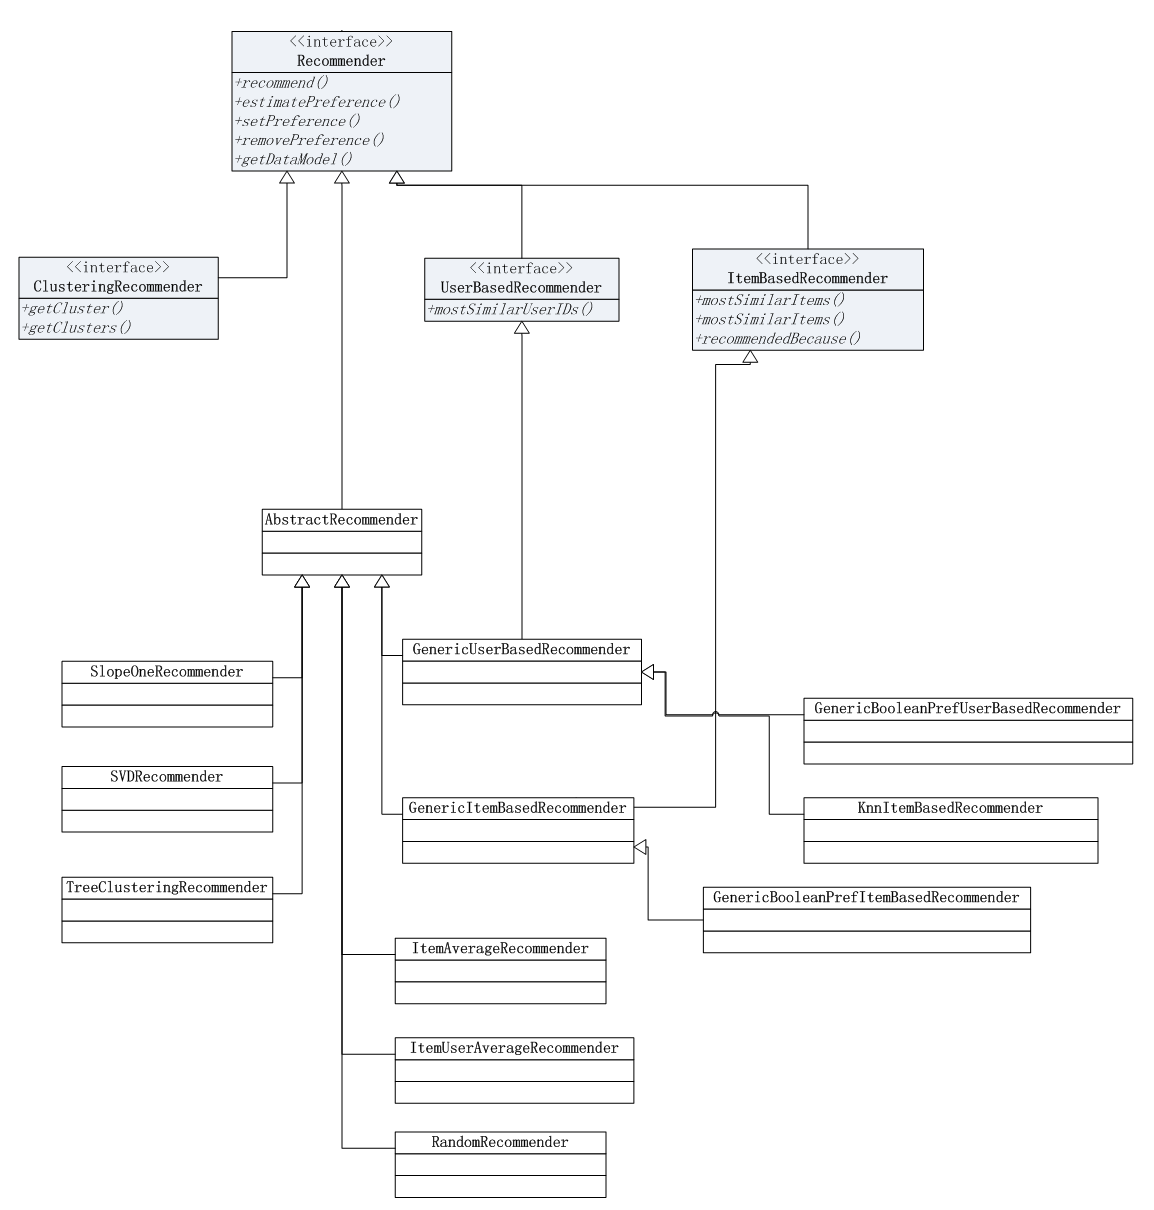 <<interface>>
Recommender
+recommend()
+estimatePreference()
+setPreference()
+removePreference()
+getDataModel()
<<interface>>
ClusteringRecommender
+getCluster()
+getClusters()
<<interface>>
UserBasedRecommender
+mostSimilarUserIDs()
<<interface>>
ItemBasedRecommender
+mostSimilarItems()
+mostSimilarItems()
+recommendedBecause()
AbstractRecommender
GenericUserBasedRecommender
SlopeOneRecommender
GenericBooleanPrefUserBasedRecommender
SVDRecommender
GenericItemBasedRecommender
KnnItemBasedRecommender
TreeClusteringRecommender
GenericBooleanPrefItemBasedRecommender
ItemAverageRecommender
ItemUserAverageRecommender
RandomRecommender